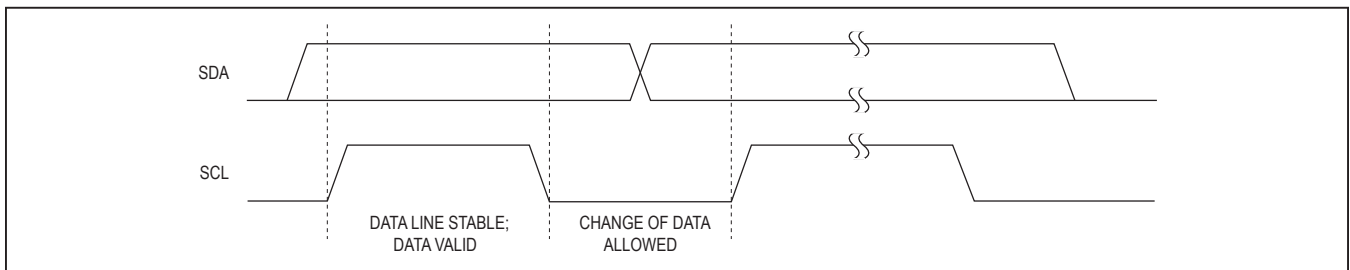 SDA
SCL
DATA LINE STABLE;
DATA VALID
CHANGE OF DATA
ALLOWED